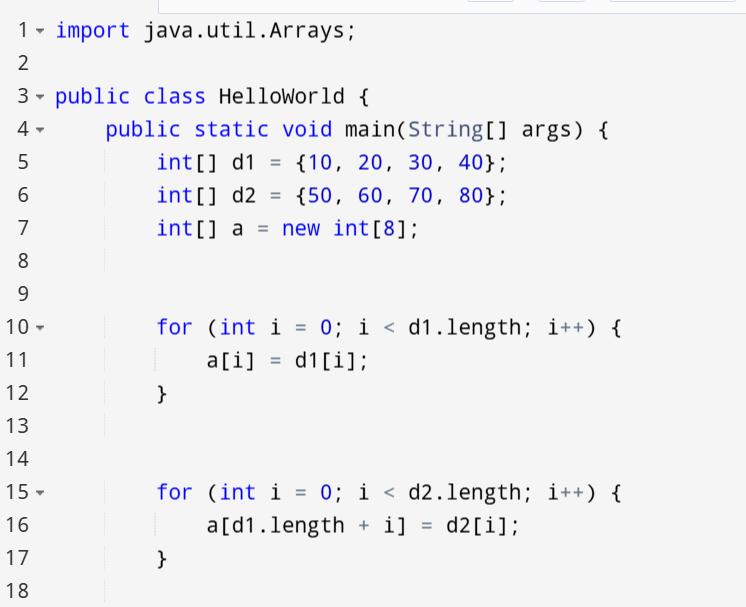 1 import java.util.Arrays;
2
3 public class HelloWorld {
4 public static void main(String[] args) {
5 int[] d1 = {10, 20, 30, 40};
6 int[] d2 = {50, 60, 70, 80};
7 int[] a = new int[8];
8
9
10 for (int i = 0; i < d1.length; i++) {
11 a[i] = d1[i];
12 }
13
14
15 for (int i = 0; i < d2.length; i++) {
16 a[d1.length + i] = d2[i];
17 }
18